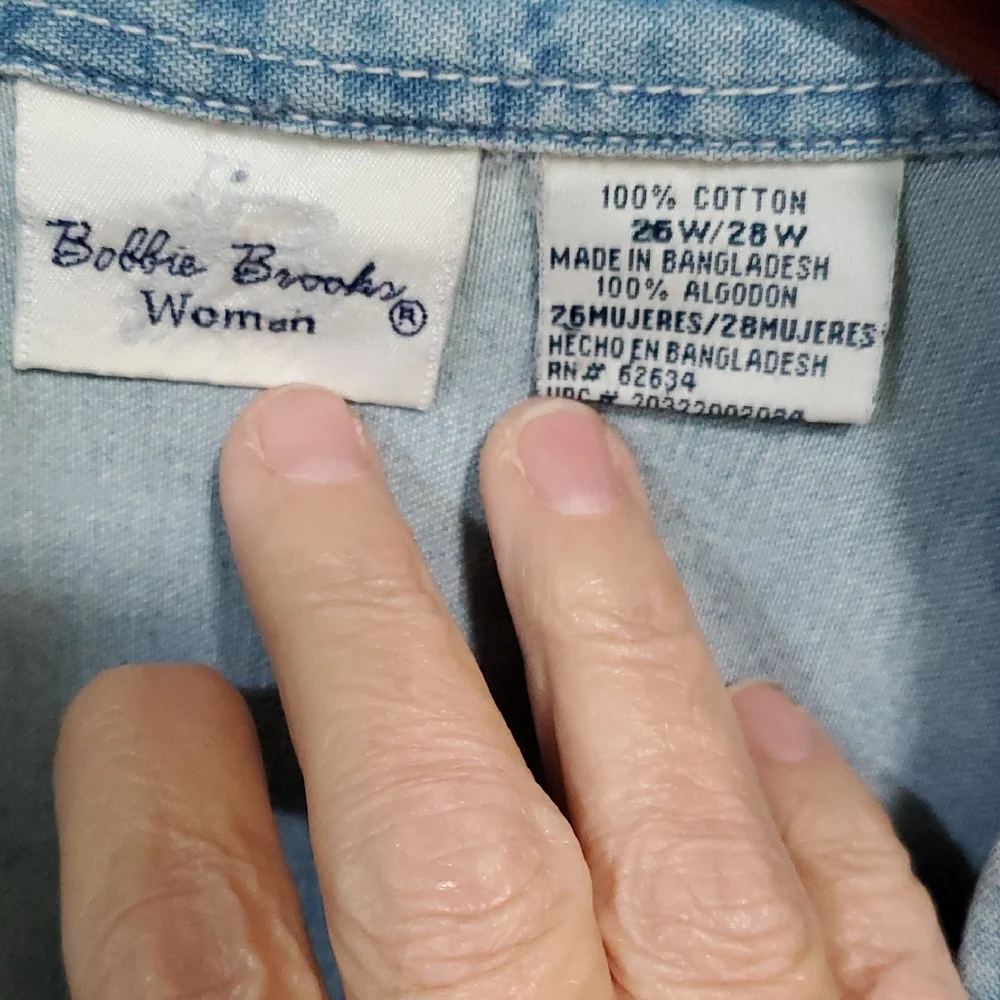 Bobbie Brooks
Woman ®
100% COTTON
26W/28W
MADE IN BANGLADESH
100% ALGODON
26MUJERES/28MUJERES
HECHO EN BANGLADESH
RN# 62634